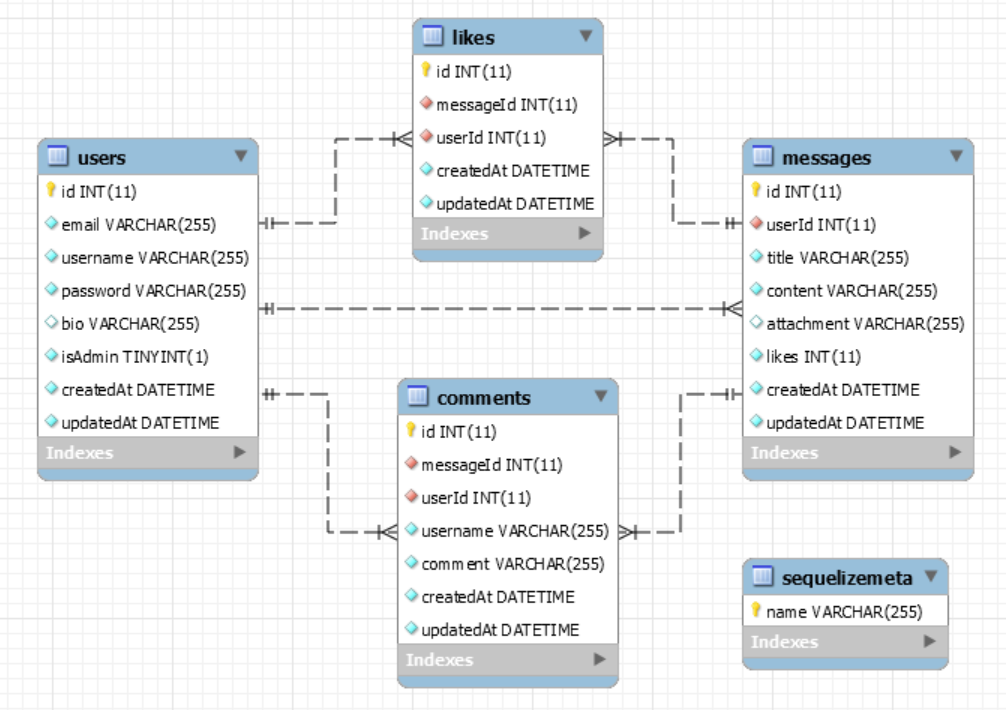 likes
id INT(11)
messageId INT(11)
userId INT(11)
createdAt DATETIME
updatedAt DATETIME
Indexes
users
id INT(11)
email VARCHAR(255)
username VARCHAR(255)
password VARCHAR(255)
bio VARCHAR(255)
isAdmin TINYINT(1)
createdAt DATETIME
updatedAt DATETIME
Indexes
messages
id INT(11)
userId INT(11)
title VARCHAR(255)
content VARCHAR(255)
attachment VARCHAR(255)
likes INT(11)
createdAt DATETIME
updatedAt DATETIME
Indexes
comments
id INT(11)
messageId INT(11)
userId INT(11)
username VARCHAR(255)
comment VARCHAR(255)
createdAt DATETIME
updatedAt DATETIME
Indexes
sequelizemeta
name VARCHAR(255)
Indexes